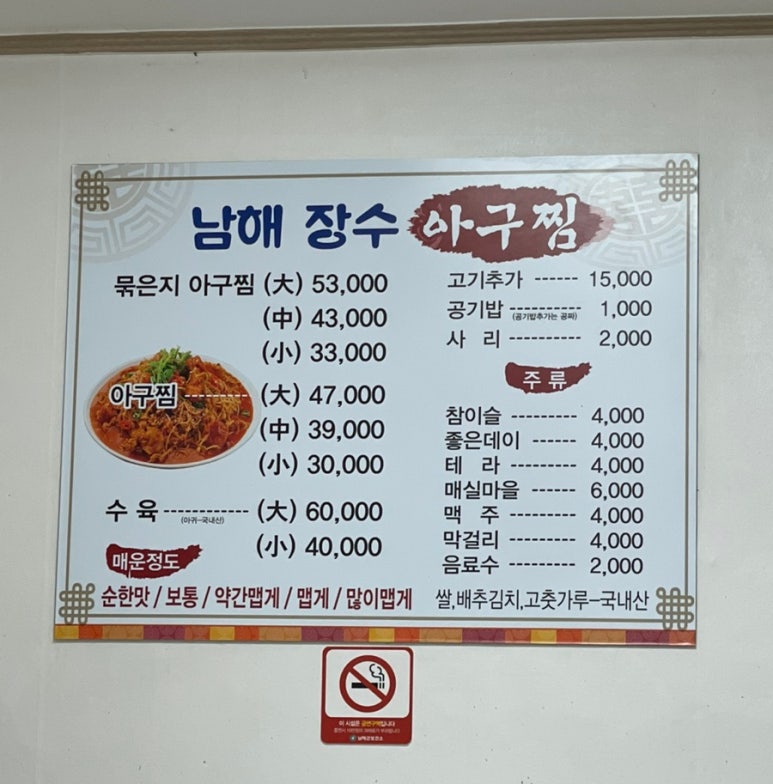 남해 장수 아구찜
묶은지 아구찜 (大) 53,000
(中) 43,000
(小) 33,000
아구찜 --------- (大) 47,000
(中) 39,000
(小) 30,000
수 육 ------------ (大) 60,000
(아귀-국내산)
(小) 40,000
매운정도
순한맛 / 보통 / 약간맵게 / 맵게 / 많이맵게
고기추가 ------ 15,000
공기밥 ---------- 1,000
(공기밥추가는 공짜)
사 리 ---------- 2,000
주 류
참이슬 --------- 4,000
좋은데이 ------ 4,000
테 라 --------- 4,000
매실마을 ------ 6,000
맥 주 --------- 4,000
막걸리 --------- 4,000
음료수 --------- 2,000
쌀,배추김치,고춧가루-국내산
이 시설은 금연구역입니다
남해군보건소